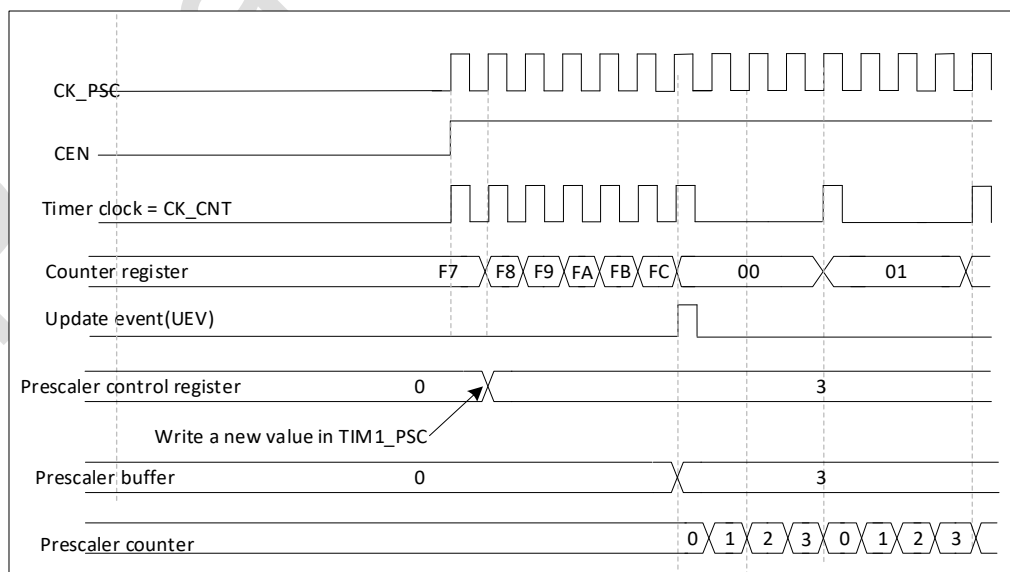 CK_PSC
CEN
Timer clock = CK_CNT
Counter register F7 F8 F9 FA FB FC 00 01
Update event(UEV)
Prescaler control register 0 3
Write a new value in TIM1_PSC
Prescaler buffer 0 3
Prescaler counter 0 1 2 3 0 1 2 3